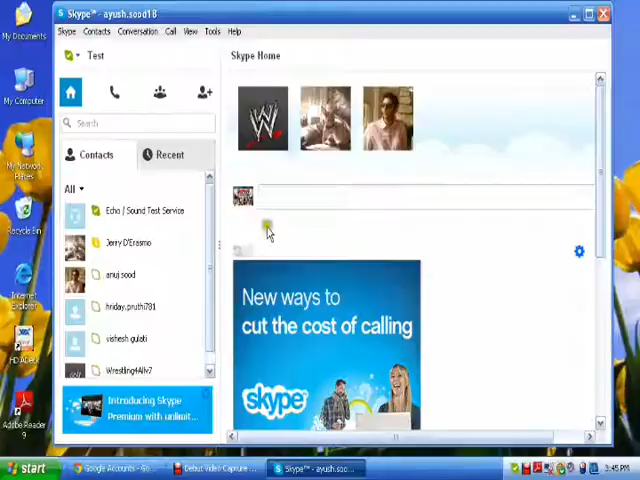 My Documents
My Computer
My Network
Places
Recycle Bin
Internet
Explorer
HD ADeck
Adobe Reader
9
Skype™ - ayush.sood18
Skype Contacts Conversation Call View Tools Help
Test
Skype Home
Search
Contacts
Recent
All
Echo / Sound Test Service
Jerry D'Erasmo
anuj.sood
hriday.pruthi781
vishesh gulati
Wrestling4Allv7
Introducing Skype
Premium with unlimit...
New ways to
cut the cost of calling
skype
start
Google Accounts - Go...
Debut Video Capture ...
Skype™ - ayush.soo...
3:45 PM